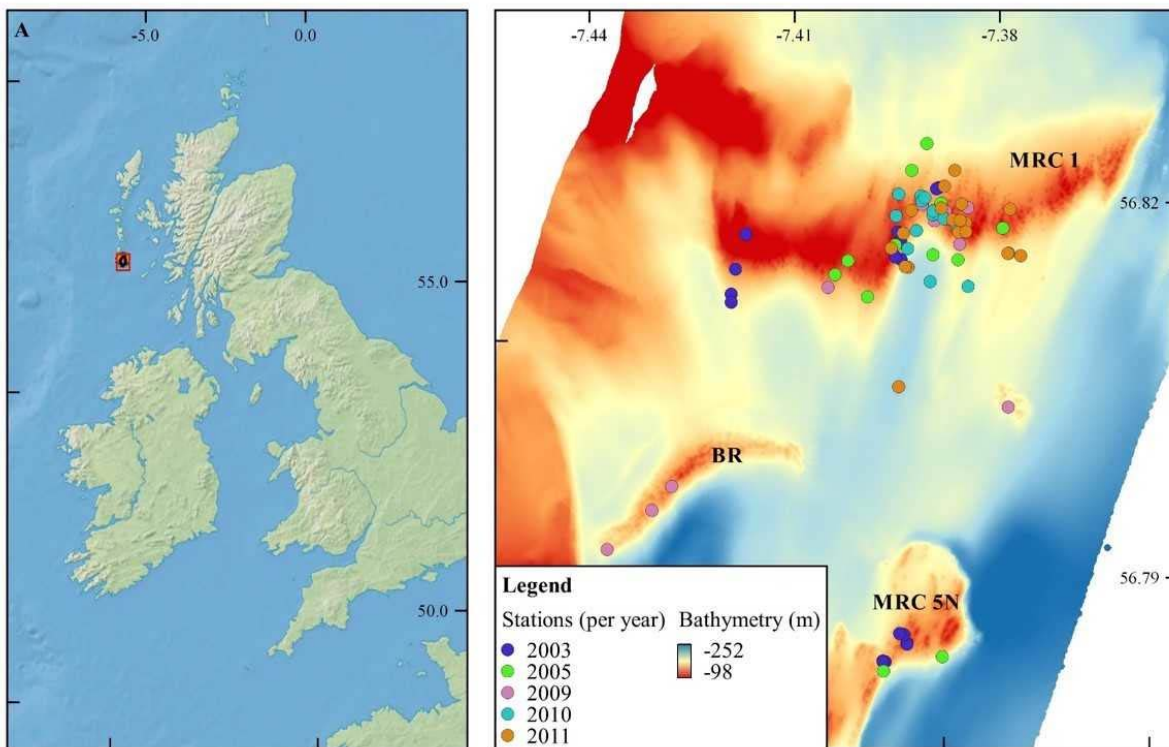 A
-5.0
0.0
55.0
50.0
-7.44
-7.41
-7.38
MRC 1
56.82
BR
56.79
MRC 5N
Legend
Stations (per year) Bathymetry (m)
2003
2005
2009
2010
2011
-252
-98